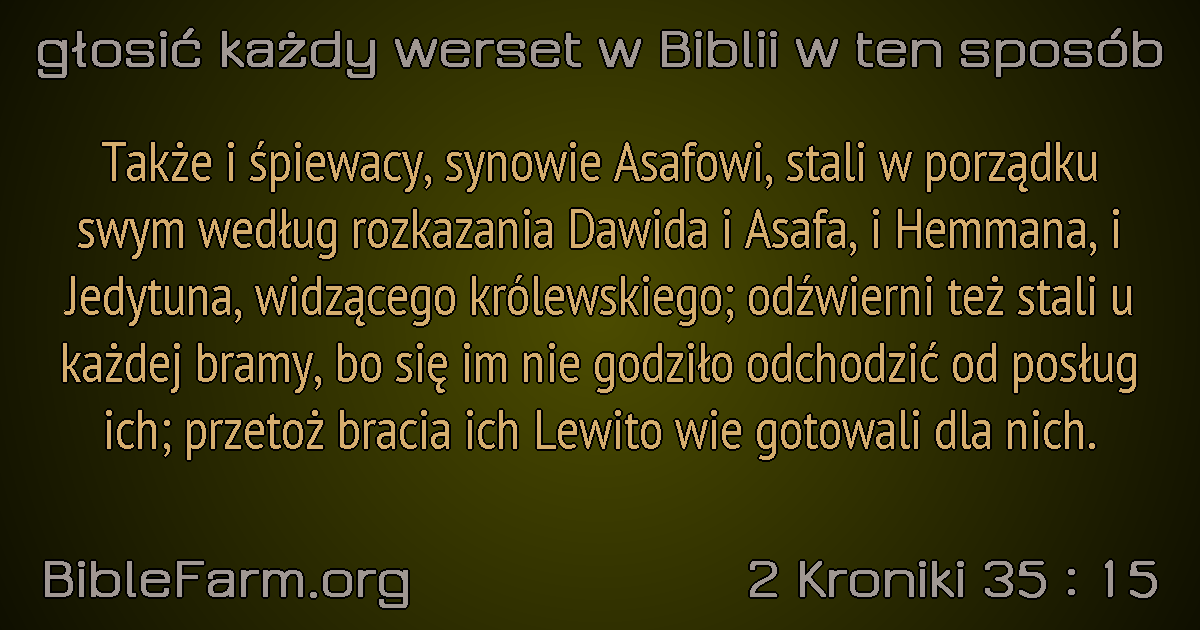 głosić każdy werset w Biblii w ten sposób
Także i śpiewacy, synowie Asafowi, stali w porządku
swym według rozkazania Dawida i Asafa, i Hemmana, i
Jedytuna, widzącego królewskiego; odźwierni też stali u
każdej bramy, bo się im nie godziło odchodzić od posług
ich; przetoż bracia ich Lewito wie gotowali dla nich.
BibleFarm.org
2 Kroniki 35 : 15